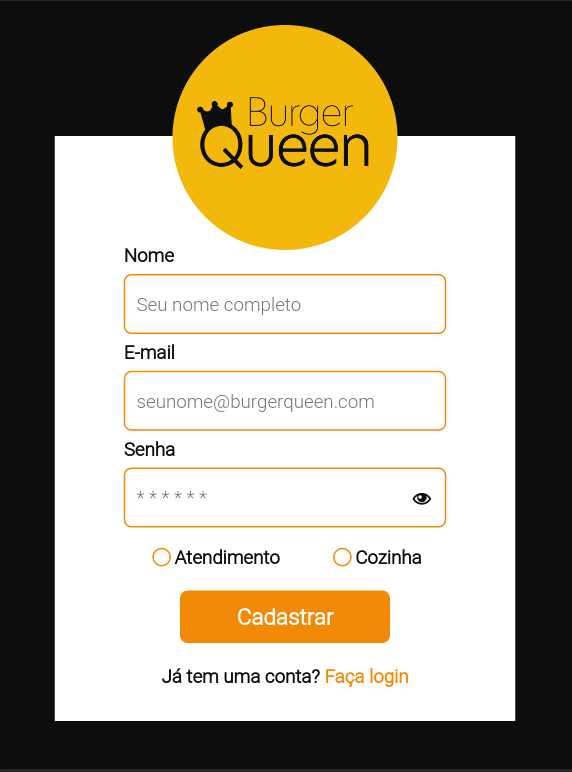 Burger
Queen
Nome
Seu nome completo
E-mail
seunome@burgerqueen.com
Senha
* * * * * *
Atendimento Cozinha
Cadastrar
Já tem uma conta? Faça login